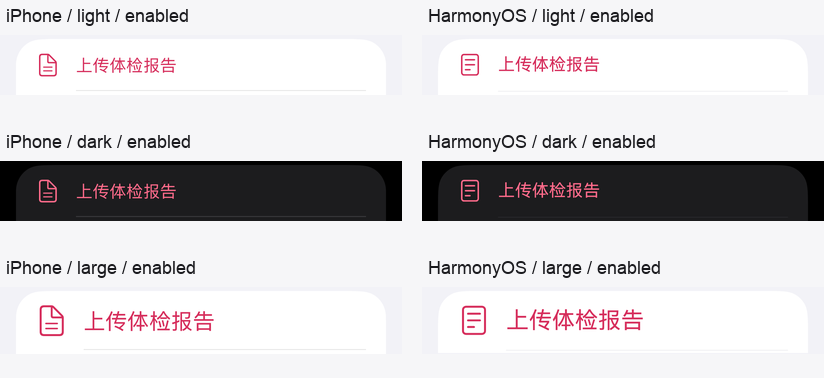 iPhone / light / enabled
HarmonyOS / light / enabled
上传体检报告
上传体检报告
iPhone / dark / enabled
HarmonyOS / dark / enabled
上传体检报告
上传体检报告
iPhone / large / enabled
HarmonyOS / large / enabled
上传体检报告
上传体检报告